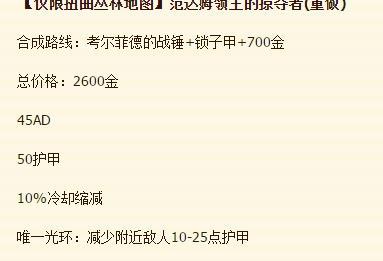 【仅限扭曲丛林地图】范达姆领主的掠夺者(重做)
合成路线：考尔菲德的战锤+锁子甲+700金
总价格：2600金
45AD
50护甲
10%冷却缩减
唯一光环：减少附近敌人10-25点护甲